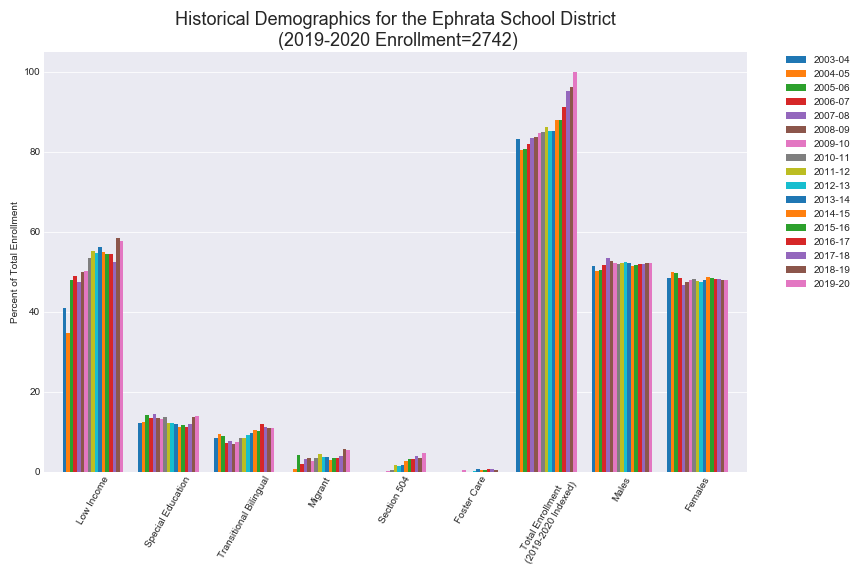 Historical Demographics for the Ephrata School District
(2019-2020 Enrollment=2742)
100
80
60
40
20
0
Percent of Total Enrollment
Low Income
Special Education
Transitional Bilingual
Migrant
Section 504
Foster Care
Total Enrollment
(2019-2020 Indexed)
Males
Females
2003-04
2004-05
2005-06
2006-07
2007-08
2008-09
2009-10
2010-11
2011-12
2012-13
2013-14
2014-15
2015-16
2016-17
2017-18
2018-19
2019-20